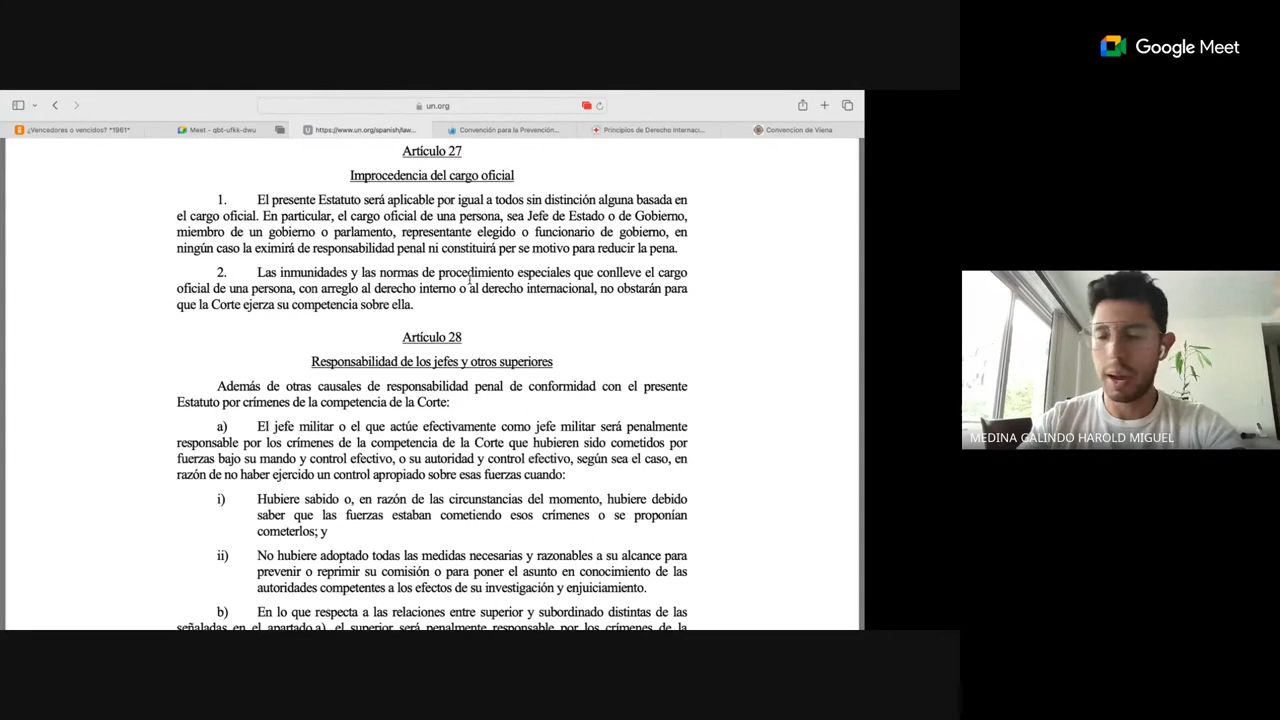 Google Meet
un.org
¿Vencedores o vencidos? *1961*
Meet - qbt-ufkk-dwu
https://www.un.org/spanish/law...
Convención para la Prevención...
Principios de Derecho Internaci...
Convencion de Viena
Artículo 27
Improcedencia del cargo oficial
1. El presente Estatuto será aplicable por igual a todos sin distinción alguna basada en
el cargo oficial. En particular, el cargo oficial de una persona, sea Jefe de Estado o de Gobierno,
miembro de un gobierno o parlamento, representante elegido o funcionario de gobierno, en
ningún caso la eximirá de responsabilidad penal ni constituirá per se motivo para reducir la pena.
2. Las inmunidades y las normas de procedimiento especiales que conlleve el cargo
oficial de una persona, con arreglo al derecho interno o al derecho internacional, no obstarán para
que la Corte ejerza su competencia sobre ella.
Artículo 28
Responsabilidad de los jefes y otros superiores
Además de otras causales de responsabilidad penal de conformidad con el presente
Estatuto por crímenes de la competencia de la Corte:
a) El jefe militar o el que actúe efectivamente como jefe militar será penalmente
responsable por los crímenes de la competencia de la Corte que hubieren sido cometidos por
fuerzas bajo su mando y control efectivo, o su autoridad y control efectivo, según sea el caso, en
razón de no haber ejercido un control apropiado sobre esas fuerzas cuando:
i) Hubiere sabido o, en razón de las circunstancias del momento, hubiere debido
saber que las fuerzas estaban cometiendo esos crímenes o se proponían
cometerlos; y
ii) No hubiere adoptado todas las medidas necesarias y razonables a su alcance para
prevenir o reprimir su comisión o para poner el asunto en conocimiento de las
autoridades competentes a los efectos de su investigación y enjuiciamiento.
b) En lo que respecta a las relaciones entre superior y subordinado distintas de las
señaladas en el apartado a), el superior será penalmente responsable por los crímenes de la
MEDINA GALINDO HAROLD MIGUEL